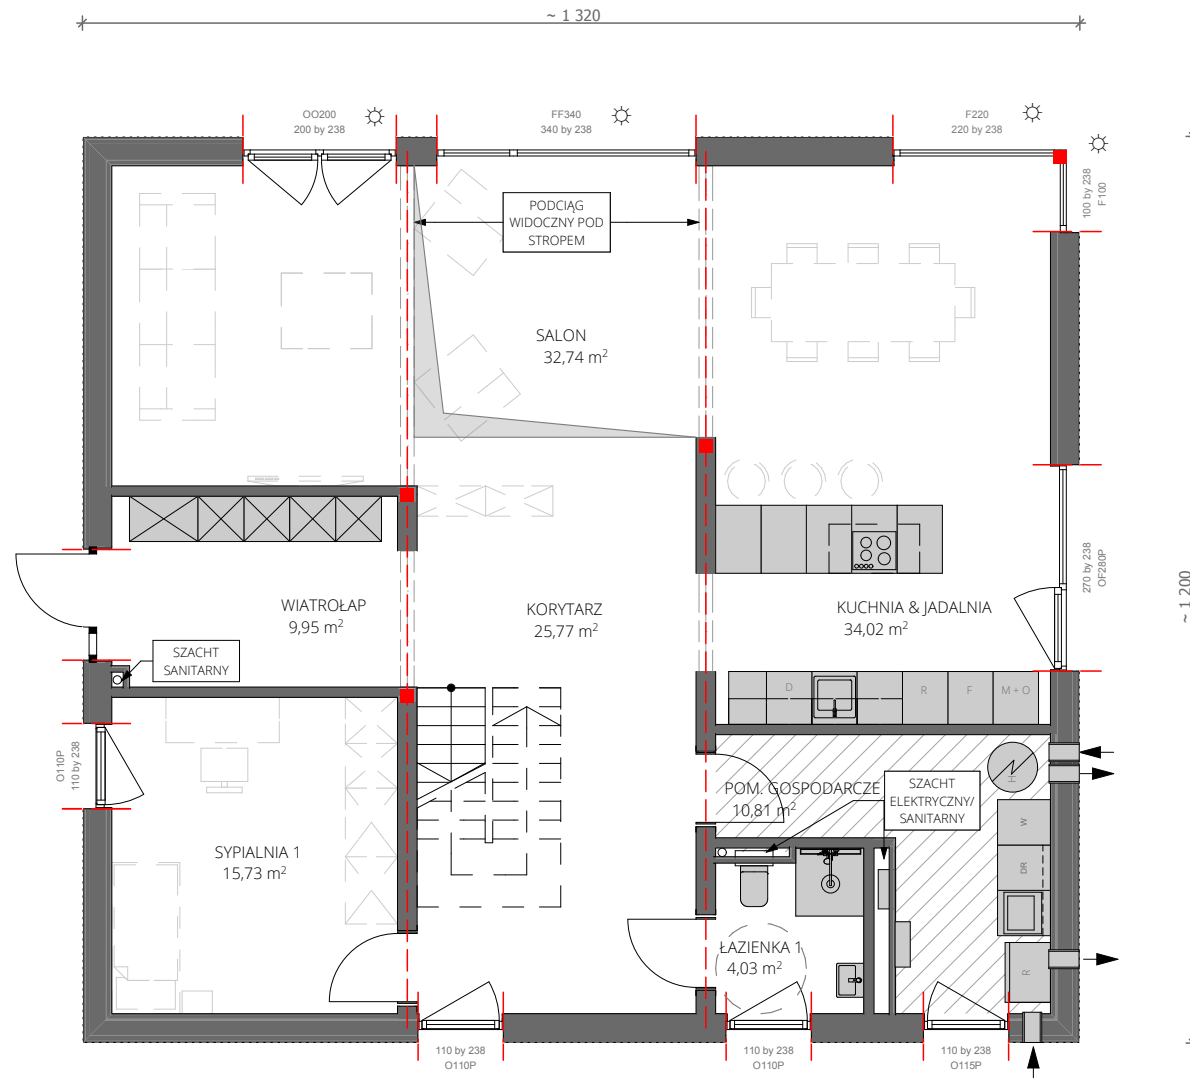 ~ 1 320
OO200
200 by 238
FF340
340 by 238
F220
220 by 238
100 by 238
F100
PODCIĄG
WIDOCZNY POD
STROPEM
SALON
32,74 m²
WIATROŁAP
9,95 m²
KORYTARZ
25,77 m²
KUCHNIA & JADALNIA
34,02 m²
270 by 238
OF280P
~ 1 200
SZACHT
SANITARNY
D
R
F
M + O
O110P
110 by 238
POM. GOSPODARCZE
10,81 m²
SZACHT
ELEKTRYCZNY/
SANITARNY
H
W
DR
R
SYPIALNIA 1
15,73 m²
ŁAZIENKA 1
4,03 m²
110 by 238
O110P
110 by 238
O110P
110 by 238
O115P